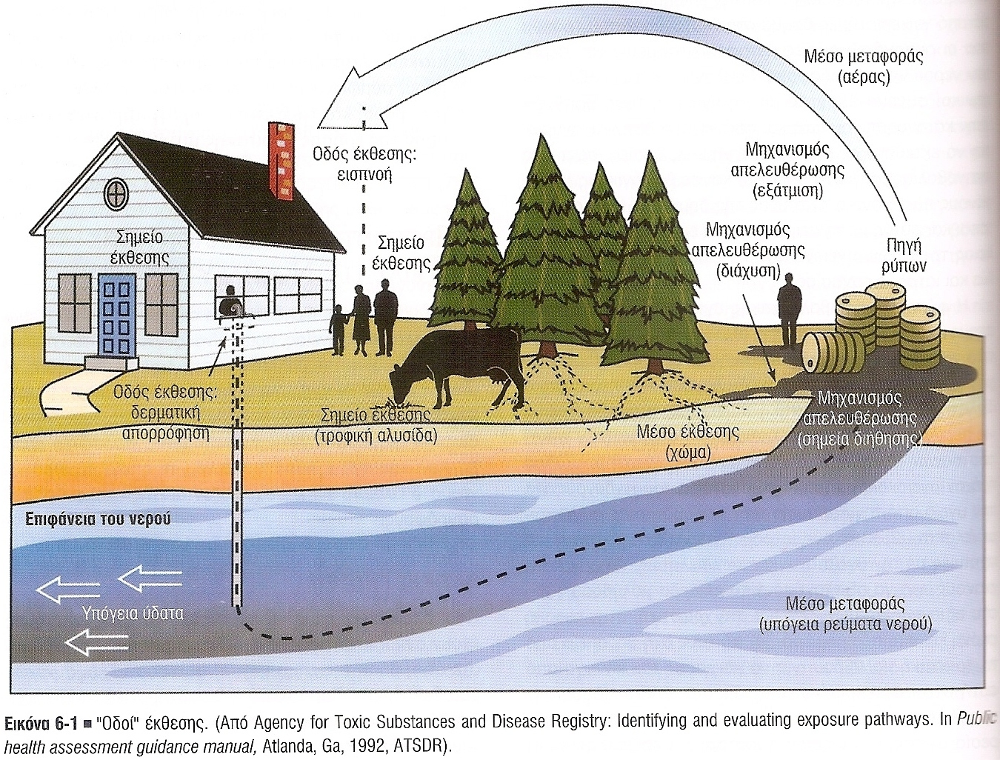 Μέσο μεταφοράς
(αέρας)
Οδός έκθεσης:
εισπνοή
Μηχανισμός
απελευθέρωσης
(εξάτμιση)
Σημείο
έκθεσης
Σημείο
έκθεσης
Μηχανισμός
απελευθέρωσης
(διάχυση)
Πηγή
ρύπων
Οδός έκθεσης:
δερματική
απορρόφηση
Σημείο έκθεσης
(τροφική αλυσίδα)
Μέσο έκθεσης
(χώμα)
Μηχανισμός
απελευθέρωσης
(σημεία διήθησης)
Επιφάνεια του νερού
Υπόγεια ύδατα
Μέσο μεταφοράς
(υπόγεια ρεύματα νερού)
Εικόνα 6-1 ■ "Οδοί" έκθεσης. (Από Agency for Toxic Substances and Disease Registry: Identifying and evaluating exposure pathways. In Public
health assessment guidance manual, Atlanda, Ga, 1992, ATSDR).